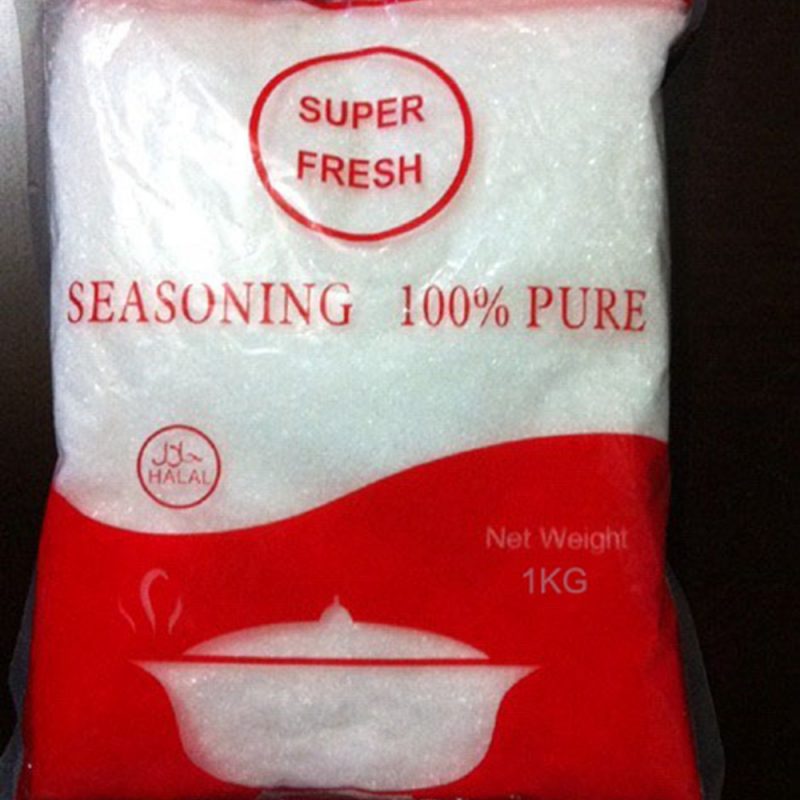 SUPER
FRESH
SEASONING 100% PURE
حلال
HALAL
Net Weight
1KG